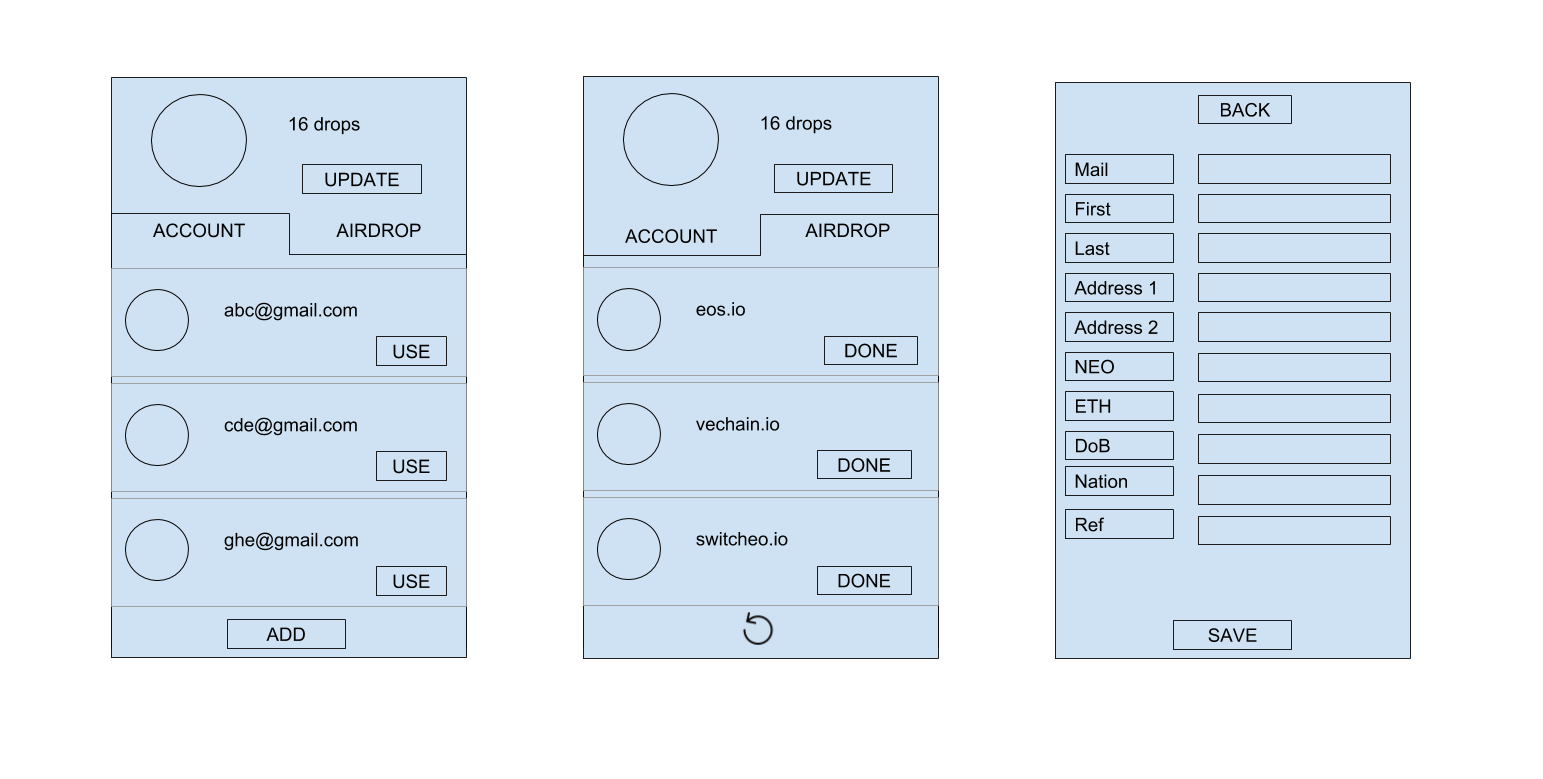 16 drops
UPDATE
ACCOUNT
AIRDROP
abc@gmail.com
USE
cde@gmail.com
USE
ghe@gmail.com
USE
ADD
16 drops
UPDATE
ACCOUNT
AIRDROP
eos.io
DONE
vechain.io
DONE
switcheo.io
DONE
BACK
Mail
First
Last
Address 1
Address 2
NEO
ETH
DoB
Nation
Ref
SAVE